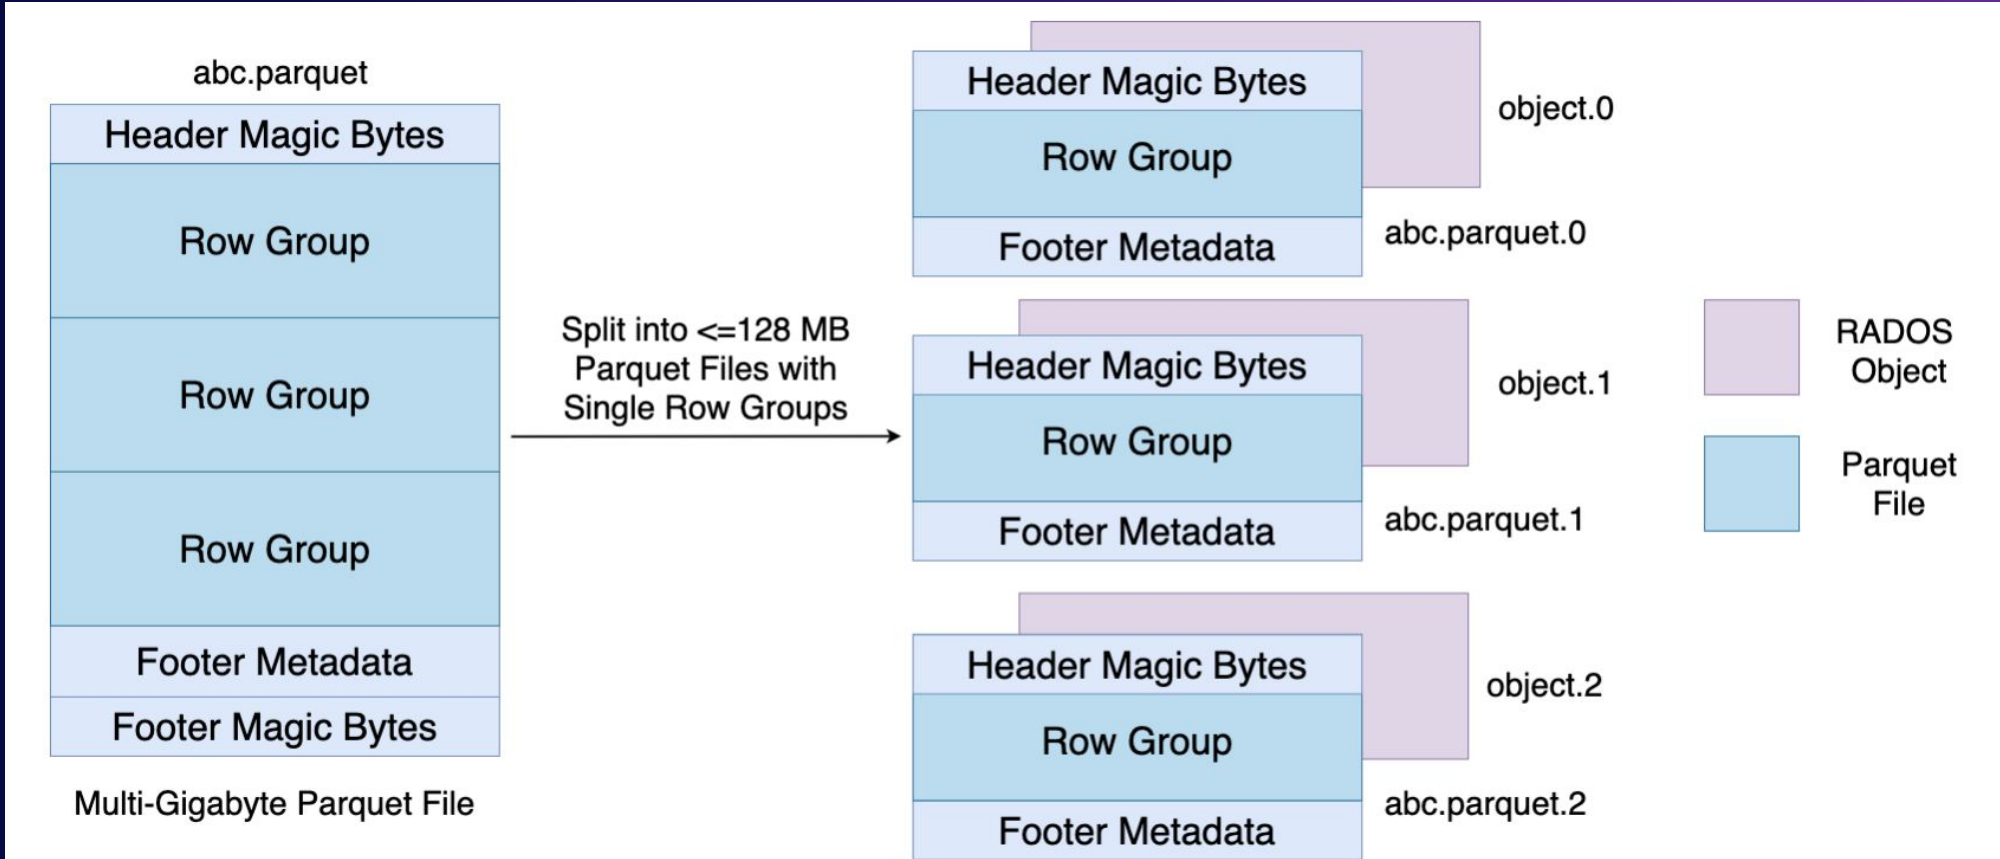 abc.parquet
Header Magic Bytes
Row Group
Row Group
Row Group
Footer Metadata
Footer Magic Bytes
Multi-Gigabyte Parquet File
Split into <=128 MB
Parquet Files with
Single Row Groups
Header Magic Bytes
Row Group
Footer Metadata
object.0
abc.parquet.0
Header Magic Bytes
Row Group
Footer Metadata
object.1
abc.parquet.1
Header Magic Bytes
Row Group
Footer Metadata
object.2
abc.parquet.2
RADOS
Object
Parquet
File